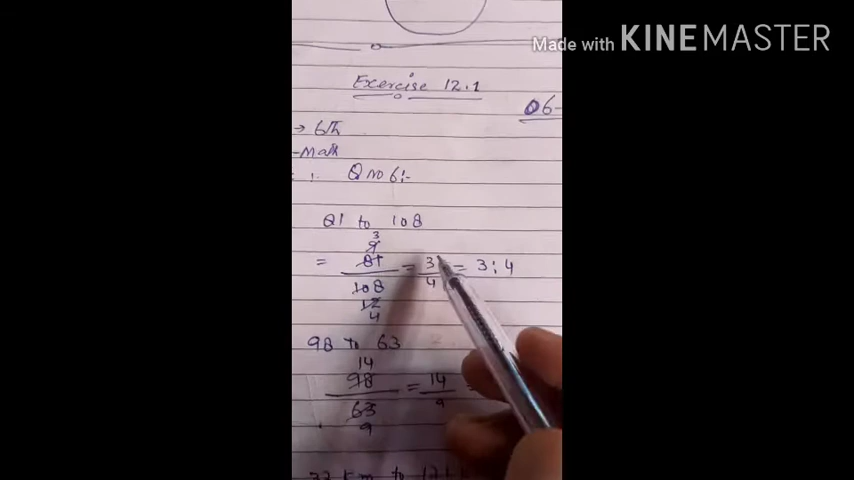 Made with KINEMASTER
Exercise 12.1
06-
→ 6th
-Math
Q no 6:-
81 to 108
3
9
= 81/108 = 3/4 = 3:4
12
4
98 to 63
14
98/63 = 14/9 =
9